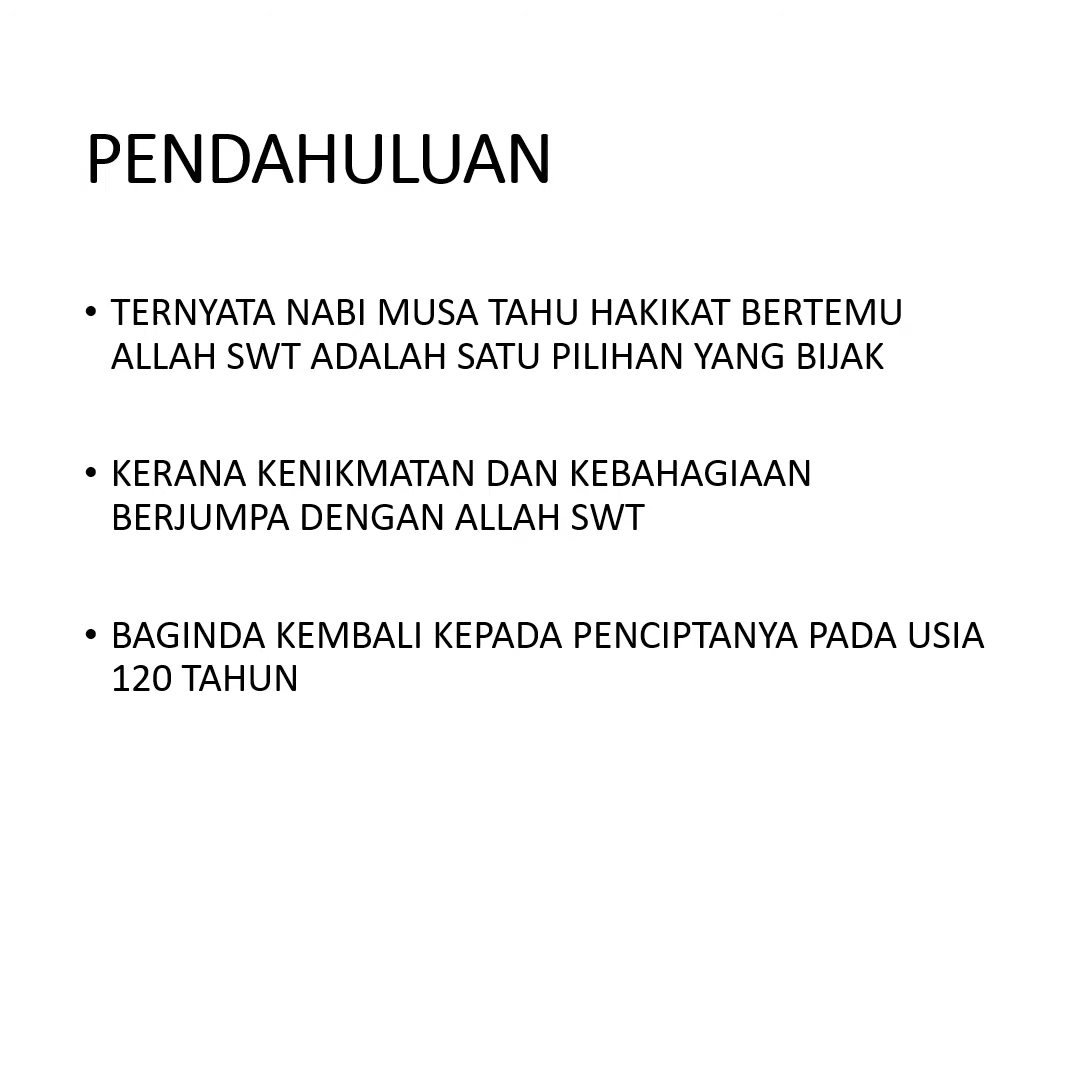 PENDAHULUAN
• TERNYATA NABI MUSA TAHU HAKIKAT BERTEMU
ALLAH SWT ADALAH SATU PILIHAN YANG BIJAK
• KERANA KENIKMATAN DAN KEBAHAGIAAN
BERJUMPA DENGAN ALLAH SWT
• BAGINDA KEMBALI KEPADA PENCIPTANYA PADA USIA
120 TAHUN